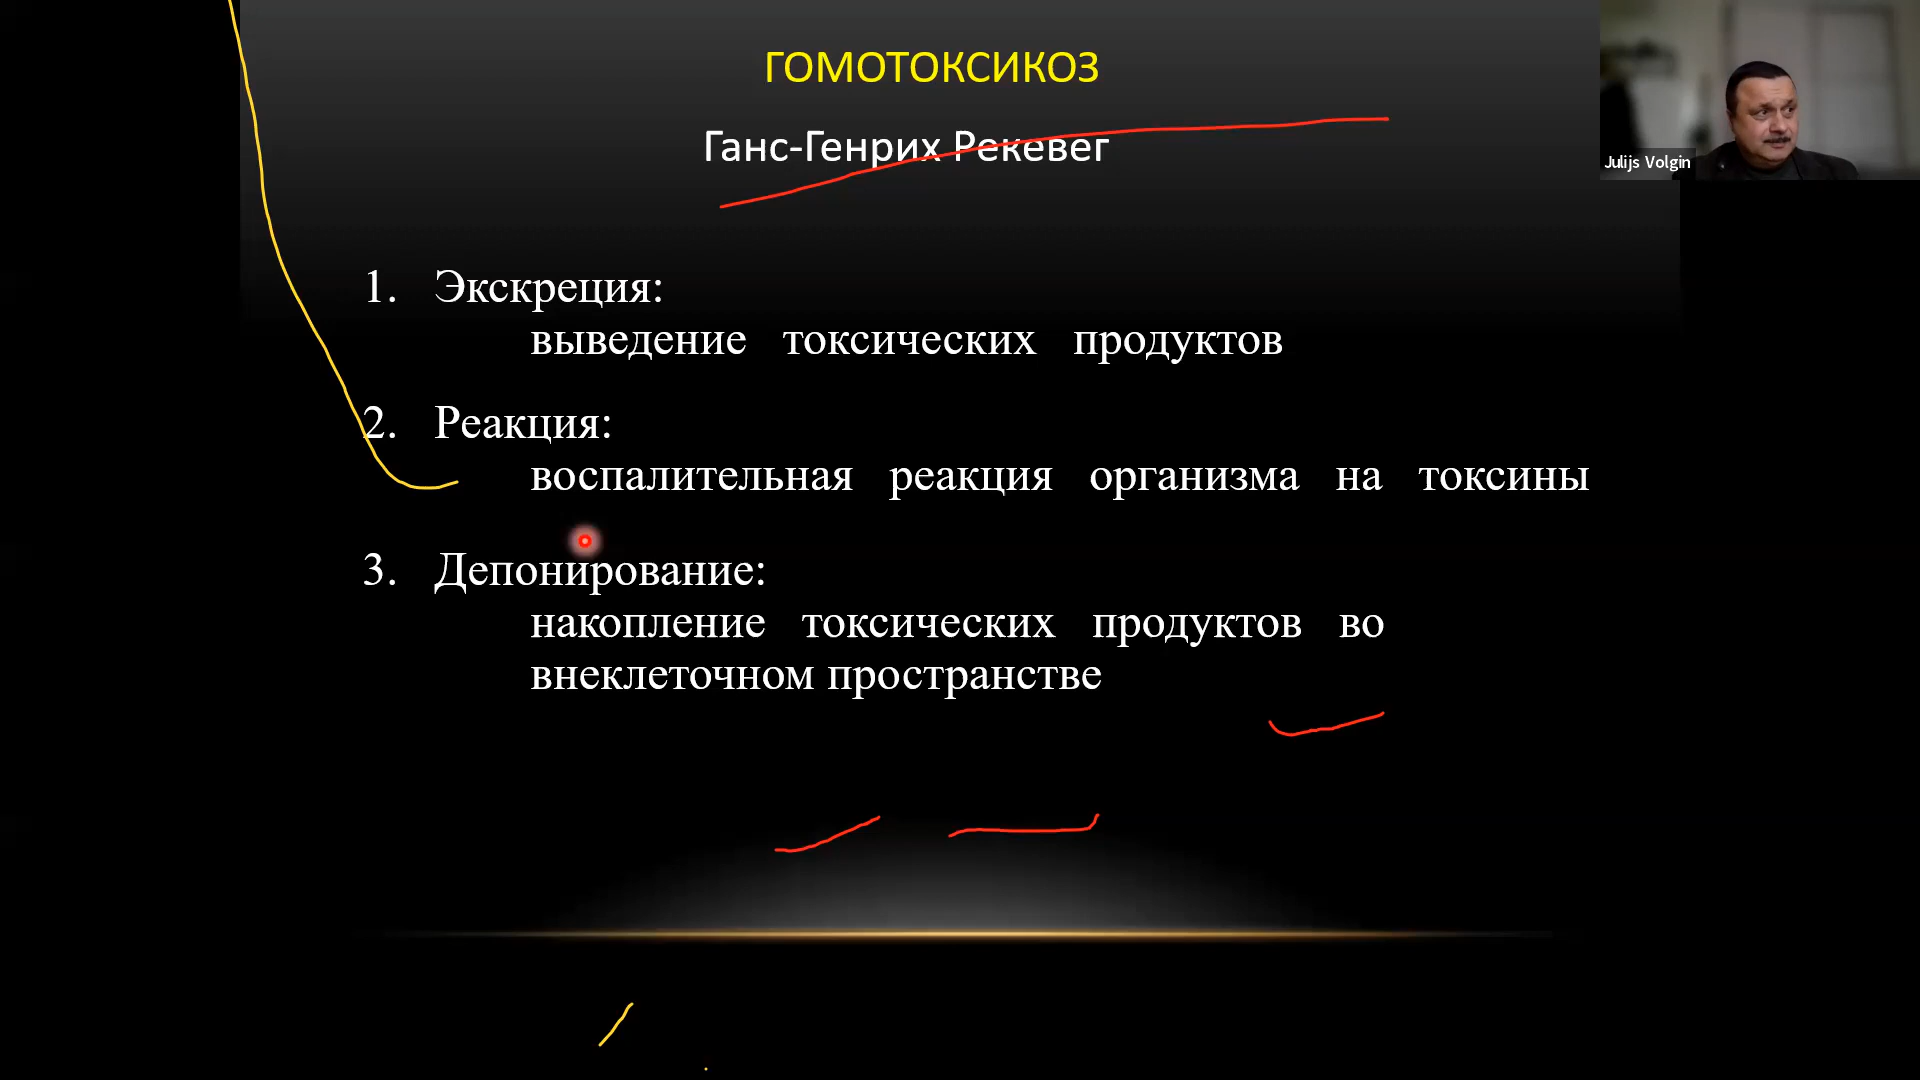 ГОМОТОКСИКОЗ
Ганс-Генрих Рекевег
Julijs Volgin
1. Экскреция:
выведение токсических продуктов
2. Реакция:
воспалительная реакция организма на токсины
3. Депонирование:
накопление токсических продуктов во
внеклеточном пространстве